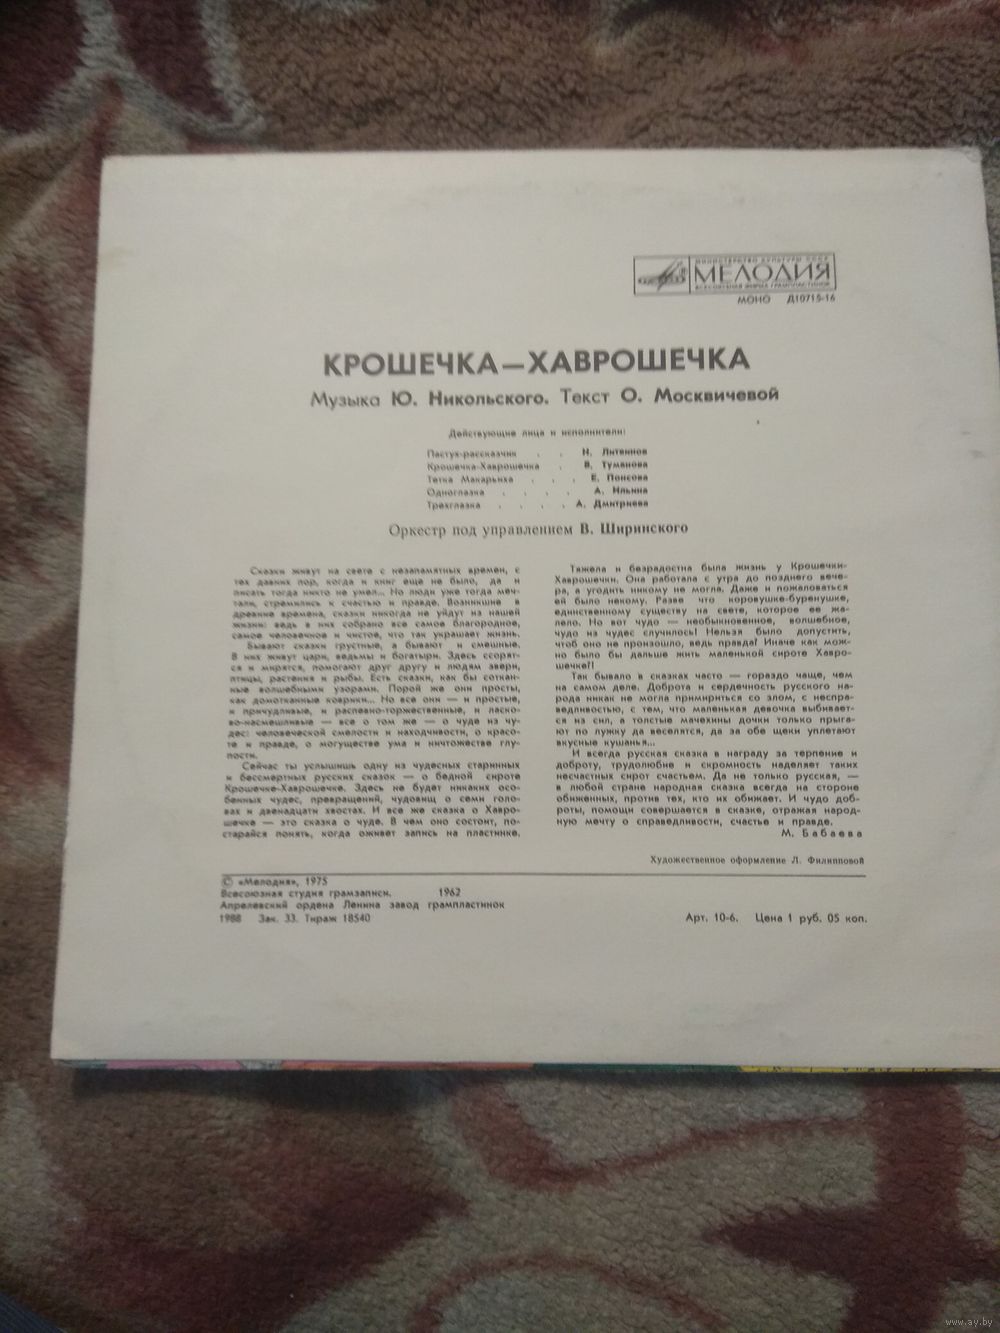 МИНИСТЕРСТВО КУЛЬТУРЫ СССР
МЕЛОДИЯ
ВСЕСОЮЗНАЯ ФИРМА ГРАМПЛАСТИНОК
МОНО Д10715-16
КРОШЕЧКА—ХАВРОШЕЧКА
Музыка Ю. Никольского. Текст О. Москвичевой
Действующие лица и исполнители:
Пастух-рассказчик . . Н. Литвинов
Крошечка-Хаврошечка . В. Туманова
Тетка Макарьиха . . . Е. Понсова
Одноглазка . . . . А. Ильина
Трехглазка . . . . А. Дмитриева
Оркестр под управлением В. Ширинского
Сказки живут на свете с незапамятных времен, с
тех давних пор, когда и книг еще не было, да и
писать тогда никто не умел... Но люди уже тогда меч-
тали, стремились к счастью и правде. Возникшие в
древние времена, сказки никогда не уйдут из нашей
жизни: ведь в них собрано все самое благородное,
самое человечное и чистое, что так украшает жизнь.
Бывают сказки грустные, а бывают и смешные.
В них живут цари, ведьмы и богатыри. Здесь ссорят-
ся и мирятся, помогают друг другу и людям звери,
птицы, растения и рыбы. Есть сказки, как бы соткан-
ные волшебными узорами. Порой же они просты,
как домотканые коврики... Но все они — и простые,
и причудливые, и распевно-торжественные, и ласко-
во-насмешливые — все о том же — о чуде из чу-
дес: человеческой смелости и находчивости, о красо-
те и правде, о могуществе ума и ничтожестве глу-
пости.
Сейчас ты услышишь одну из чудесных старинных
и бессмертных русских сказок — о бедной сироте
Крошечке-Хаврошечке. Здесь не будет никаких осо-
бенных чудес, превращений, чудовищ о семи голо-
вах и двенадцати хвостах. И все же сказка о Хавро-
шечке — это сказка о чуде. В чем оно состоит, по-
старайся понять, когда оживет запись на пластинке.
Тяжела и безрадостна была жизнь у Крошечки-
Хаврошечки. Она работала с утра до позднего вече-
ра, а угодить никому не могла. Даже и пожаловаться
ей было некому. Разве что коровушке-буренушке,
единственному существу на свете, которое ее жа-
лело. Но вот чудо — необыкновенное, волшебное,
чудо из чудес случилось! Нельзя было допустить,
чтоб оно не произошло, ведь правда! Иначе как мож-
но было бы дальше жить маленькой сироте Хавро-
шечке?!
Так бывало в сказках часто — гораздо чаще, чем
на самом деле. Доброта и сердечность русского на-
рода никак не могла примириться со злом, с неспра-
ведливостью, с тем, что маленькая девочка выбивает-
ся из сил, а толстые мачехины дочки только прыга-
ют по лужку да веселятся, да за обе щеки уплетают
вкусные кушанья...
И всегда русская сказка в награду за терпение и
доброту, трудолюбие и скромность наделяет таких
несчастных сирот счастьем. Да не только русская, —
в любой стране народная сказка всегда на стороне
обиженных, против тех, кто их обижает. И чудо доб-
роты, помощи совершается в сказке, отражая народ-
ную мечту о справедливости, счастье и правде.
М. Бабаева
Художественное оформление Л. Филипповой
© «Мелодия», 1975
Всесоюзная студия грамзаписи. 1962
Апрелевский ордена Ленина завод грампластинок
1988 Зак. 33. Тираж 18540
Арт. 10-6. Цена 1 руб. 05 коп.
www.ay.by